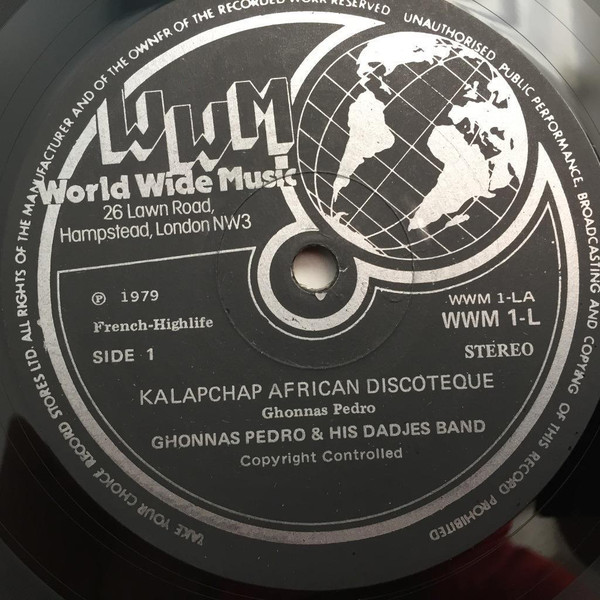 ALL RIGHTS OF THE MANUFACTURER AND OF THE OWNER OF THE RECORDED WORK RESERVED UNAUTHORISED PUBLIC PERFORMANCE, BROADCASTING AND COPYING OF THIS RECORD PROHIBITED
TAKE YOUR CHOICE RECORD STORES LTD.
WWM
World Wide Music
26 Lawn Road,
Hampstead, London NW3
℗ 1979
French-Highlife
SIDE 1
WWM 1-LA
WWM 1-L
STEREO
KALAPCHAP AFRICAN DISCOTEQUE
Ghonnas Pedro
GHONNAS PEDRO & HIS DADJES BAND
Copyright Controlled